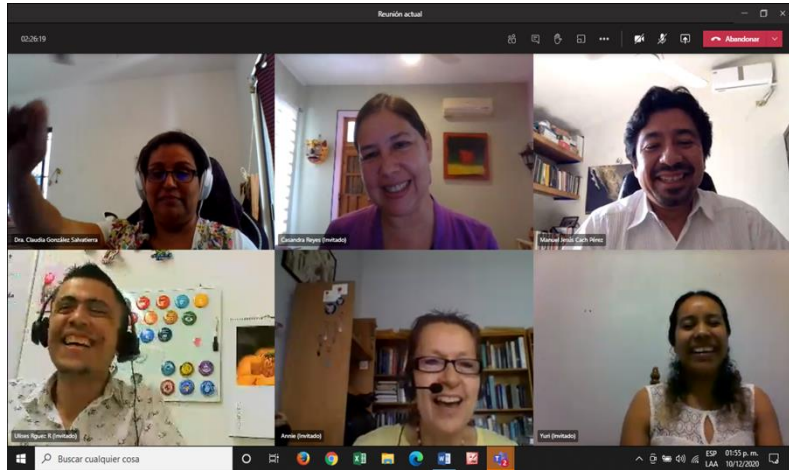 Reunión actual
02:26:19
Abandonar
Dra. Claudia González Salvatierra
Casandra Reyes (Invitado)
Manuel Jesús Cach Pérez
Ulises Rguec R (Invitado)
Annie (Invitado)
Yuri (Invitado)
Buscar cualquier cosa
ESP 01:55 p. m.
LAA 10/12/2020